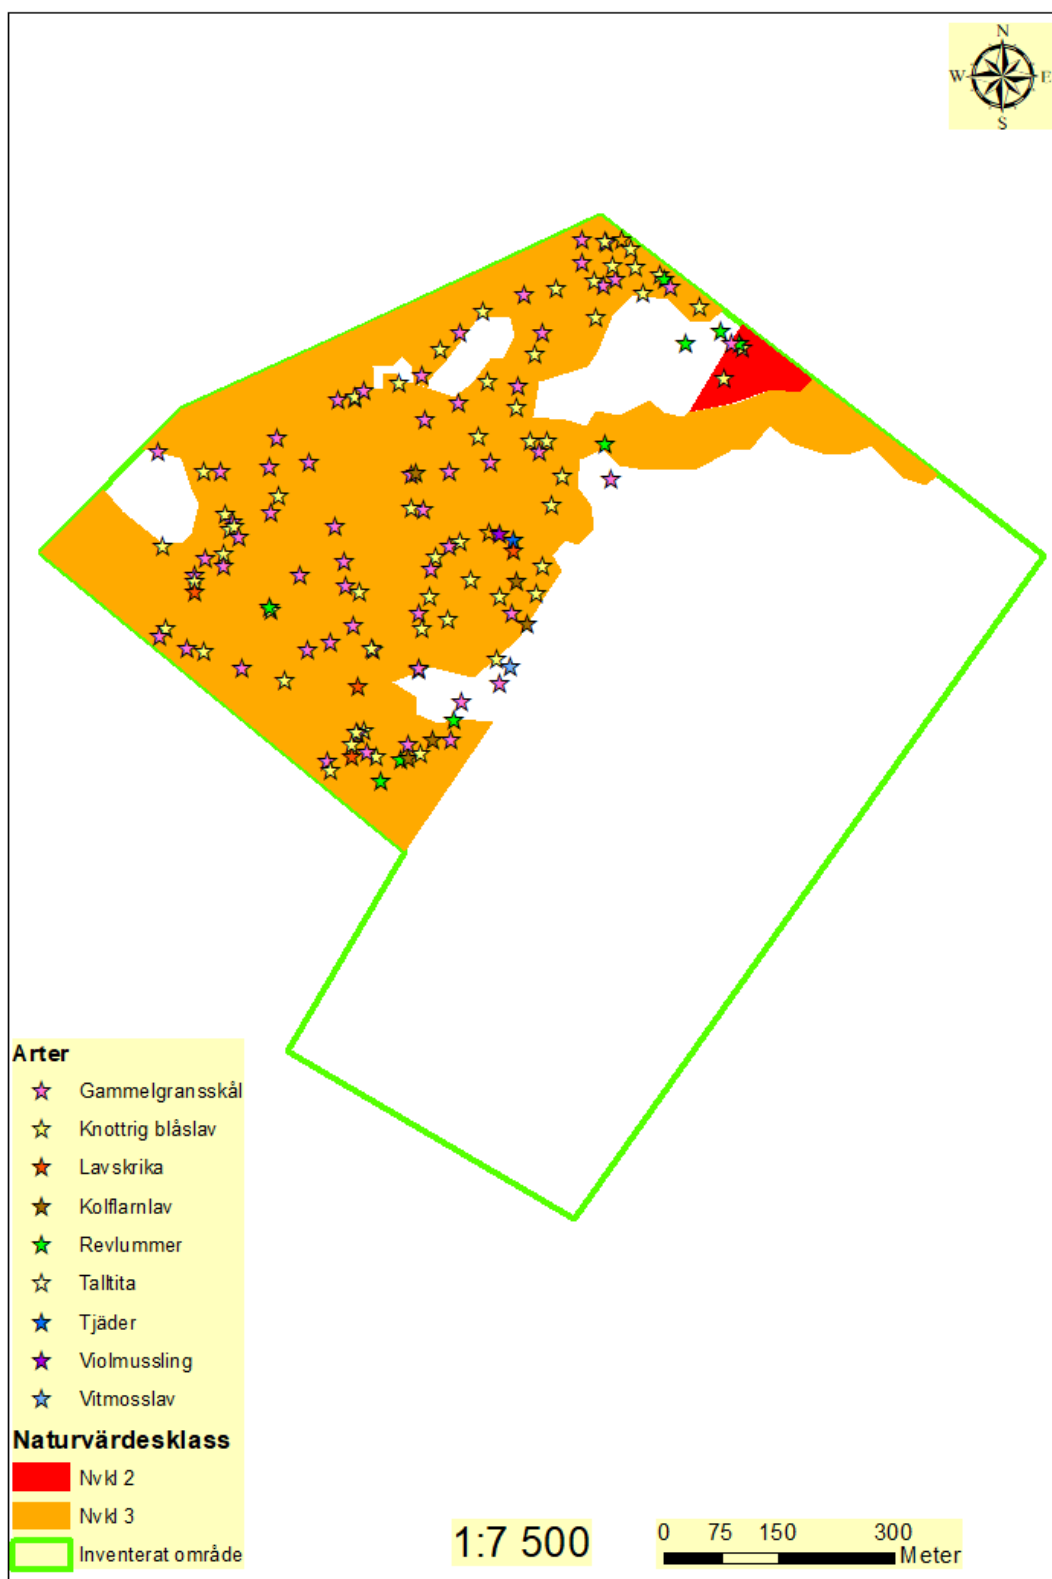 N
W E
S
Arter
Gammelgransskål
Knottrig blåslav
Lavskrika
Kolflarnlav
Revlummer
Talltita
Tjäder
Violmussling
Vitmosslav
Naturvärdesklass
Nvkl 2
Nvkl 3
Inventerat område
1:7 500
0 75 150 300
Meter